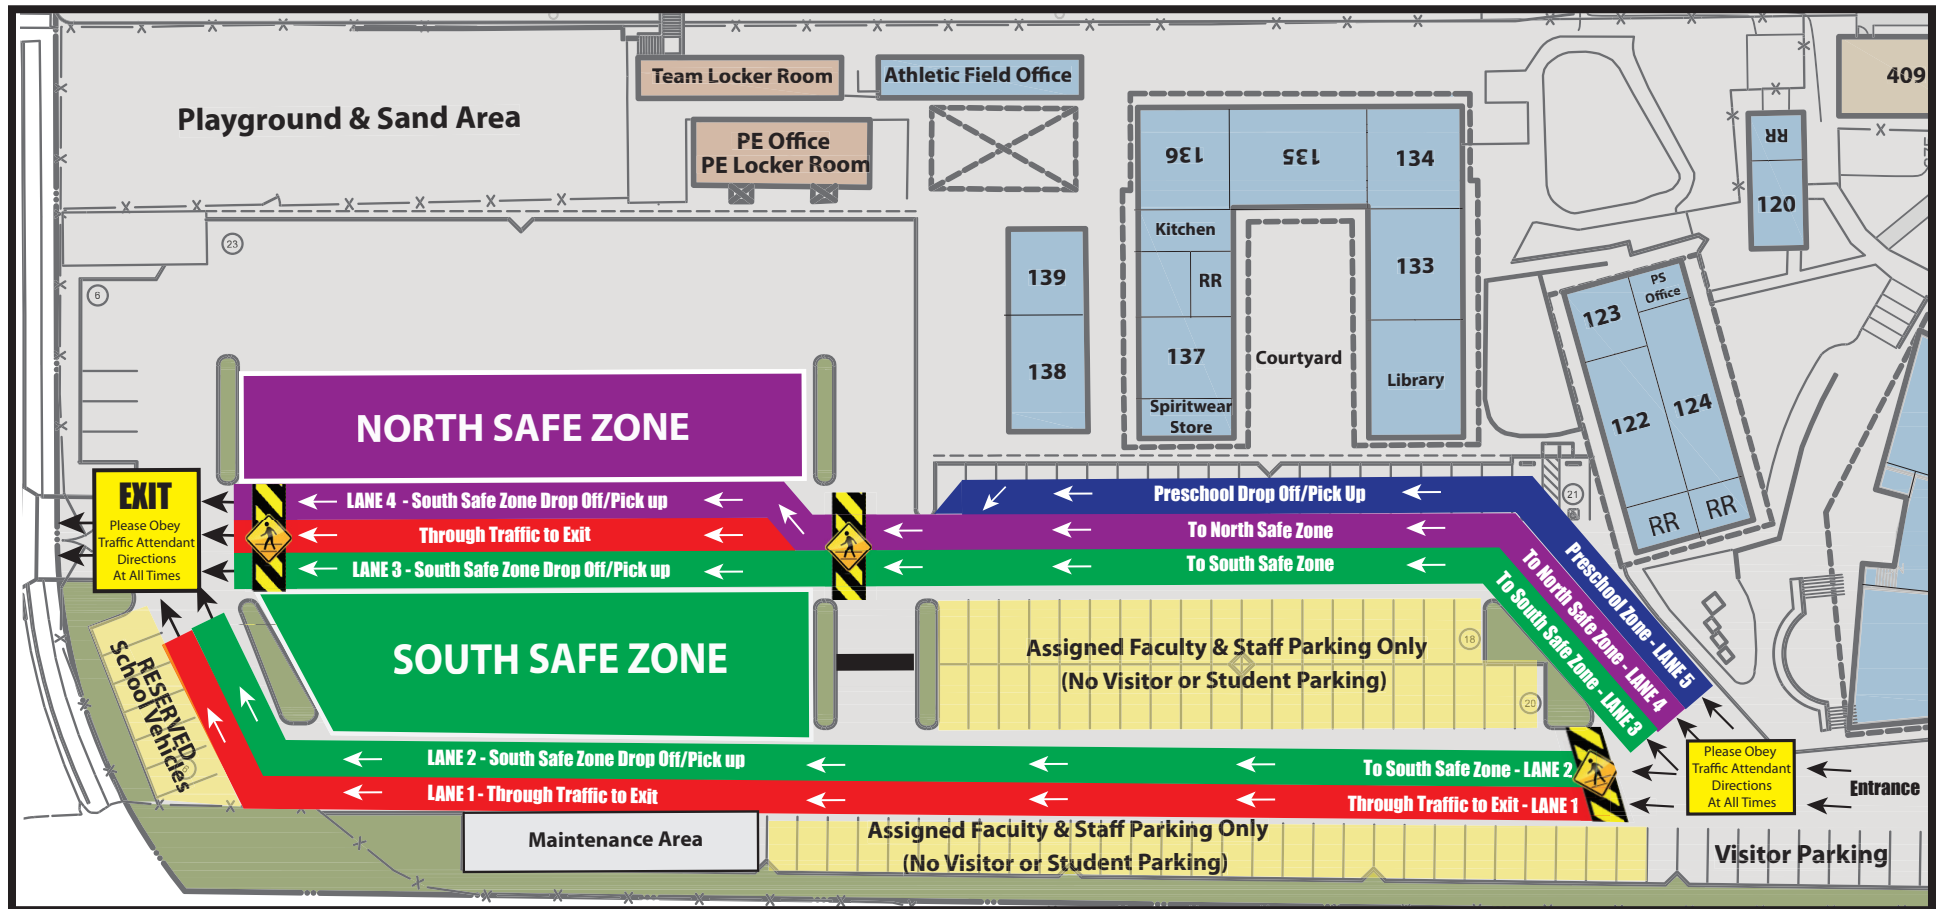 Team Locker Room
Athletic Field Office
409
Playground & Sand Area
PE Office
PE Locker Room
136
135
134
RR
120
23
Kitchen
RR
139
133
6
123
PS
Office
137
Courtyard
138
Library
Spiritwear
Store
122
124
RR
RR
21
NORTH SAFE ZONE
EXIT
Please Obey
Traffic Attendant
Directions
At All Times
LANE 4 - South Safe Zone Drop Off/Pick up
Through Traffic to Exit
LANE 3 - South Safe Zone Drop Off/Pick up
Preschool Drop Off/Pick Up
To North Safe Zone
To South Safe Zone
Preschool Zone - LANE 5
To North Safe Zone - LANE 4
To South Safe Zone - LANE 3
SOUTH SAFE ZONE
Assigned Faculty & Staff Parking Only
(No Visitor or Student Parking)
18
20
RESERVED
School Vehicles
LANE 2 - South Safe Zone Drop Off/Pick up
To South Safe Zone - LANE 2
LANE 1 - Through Traffic to Exit
Through Traffic to Exit - LANE 1
Please Obey
Traffic Attendant
Directions
At All Times
Entrance
Maintenance Area
Assigned Faculty & Staff Parking Only
(No Visitor or Student Parking)
Visitor Parking